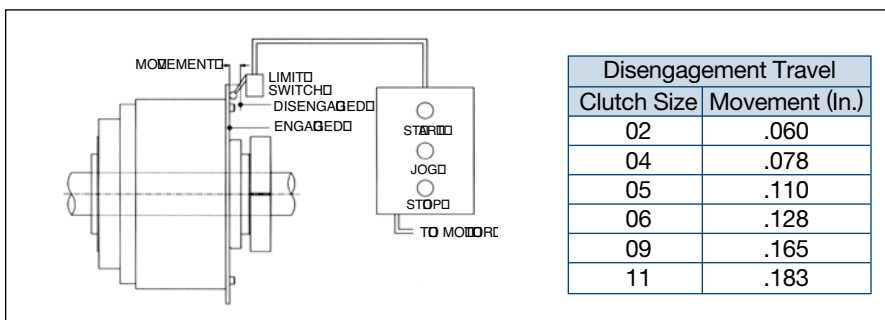 MOVEMENT
LIMIT
SWITCH
DISENGAGED
ENGAGED
START
JOG
STOP
TO MOTOR
Disengagement Travel
Clutch Size Movement (In.)
02 .060
04 .078
05 .110
06 .128
09 .165
11 .183